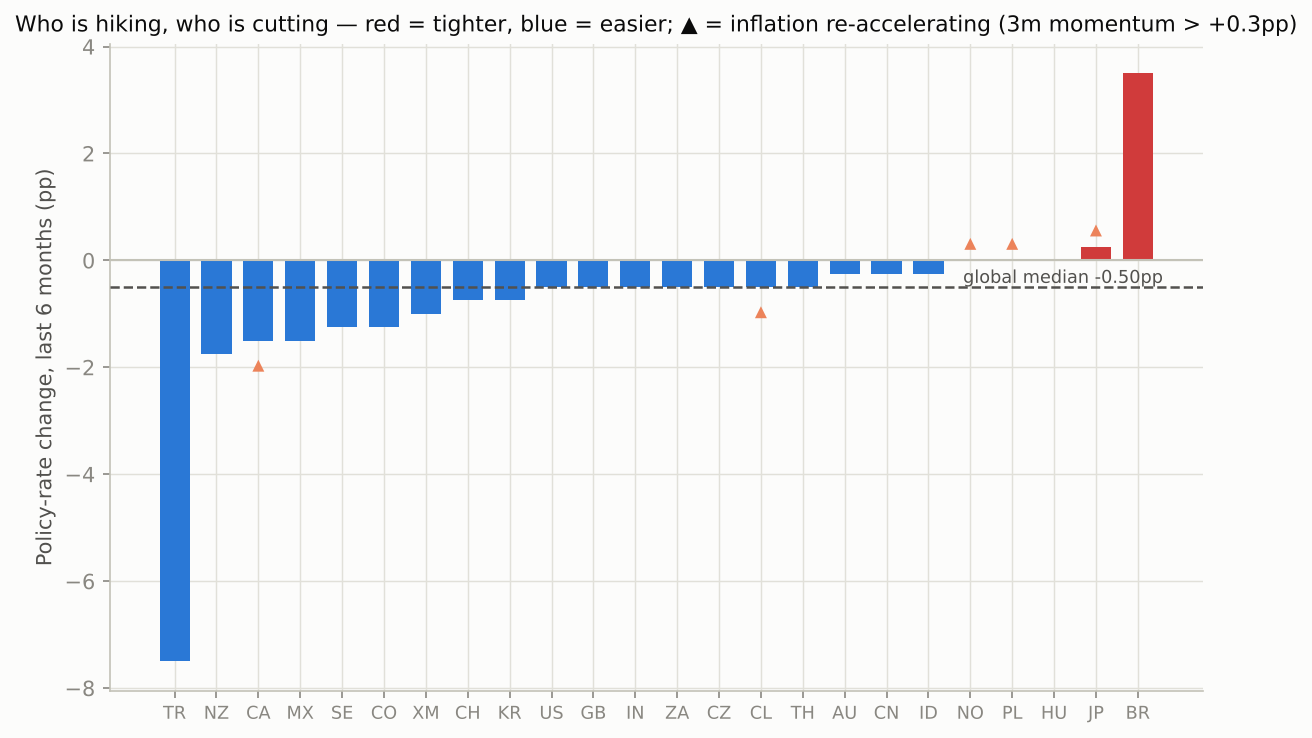 Who is hiking, who is cutting — red = tighter, blue = easier; ▲ = inflation re-accelerating (3m momentum > +0.3pp)
Policy-rate change, last 6 months (pp)
4
2
0
−2
−4
−6
−8
global median -0.50pp
TR NZ CA MX SE CO XM CH KR US GB IN ZA CZ CL TH AU CN ID NO PL HU JP BR